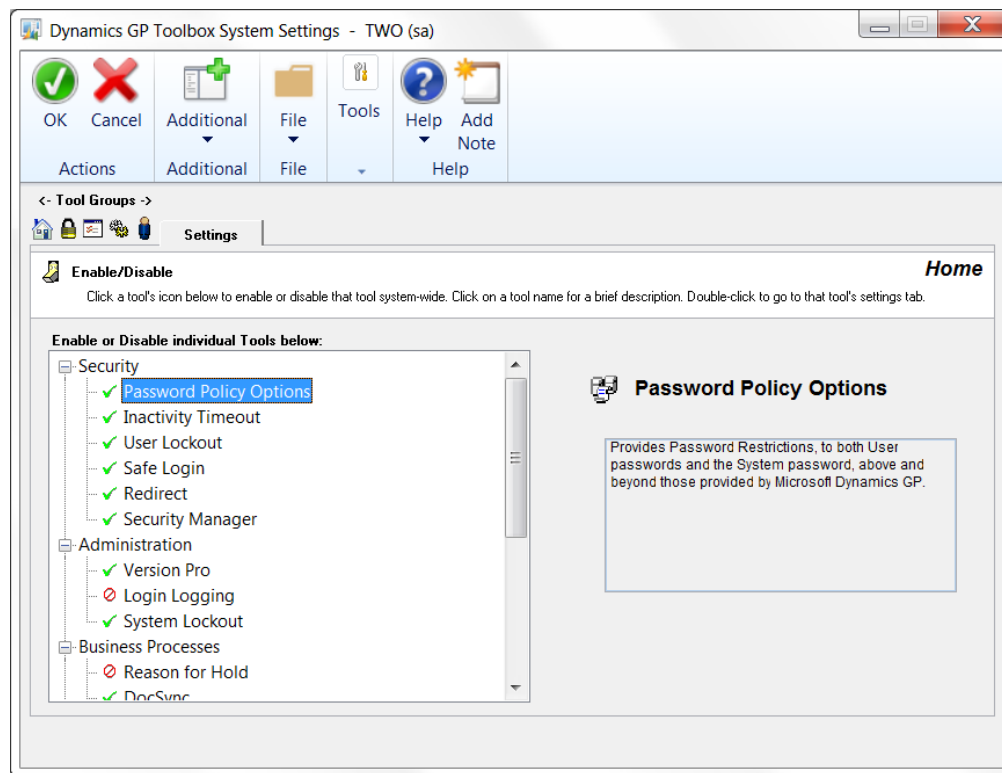 Dynamics GP Toolbox System Settings  -  TWO (sa)
OK Cancel Additional File Tools Help Add Note
Actions Additional File Help
<- Tool Groups ->
Settings
Enable/Disable
Home
Click a tool's icon below to enable or disable that tool system-wide. Click on a tool name for a brief description. Double-click to go to that tool's settings tab.
Enable or Disable individual Tools below:
Security
Password Policy Options
Inactivity Timeout
User Lockout
Safe Login
Redirect
Security Manager
Administration
Version Pro
Login Logging
System Lockout
Business Processes
Reason for Hold
DocSync
Password Policy Options
Provides Password Restrictions, to both User
passwords and the System password, above and
beyond those provided by Microsoft Dynamics GP.